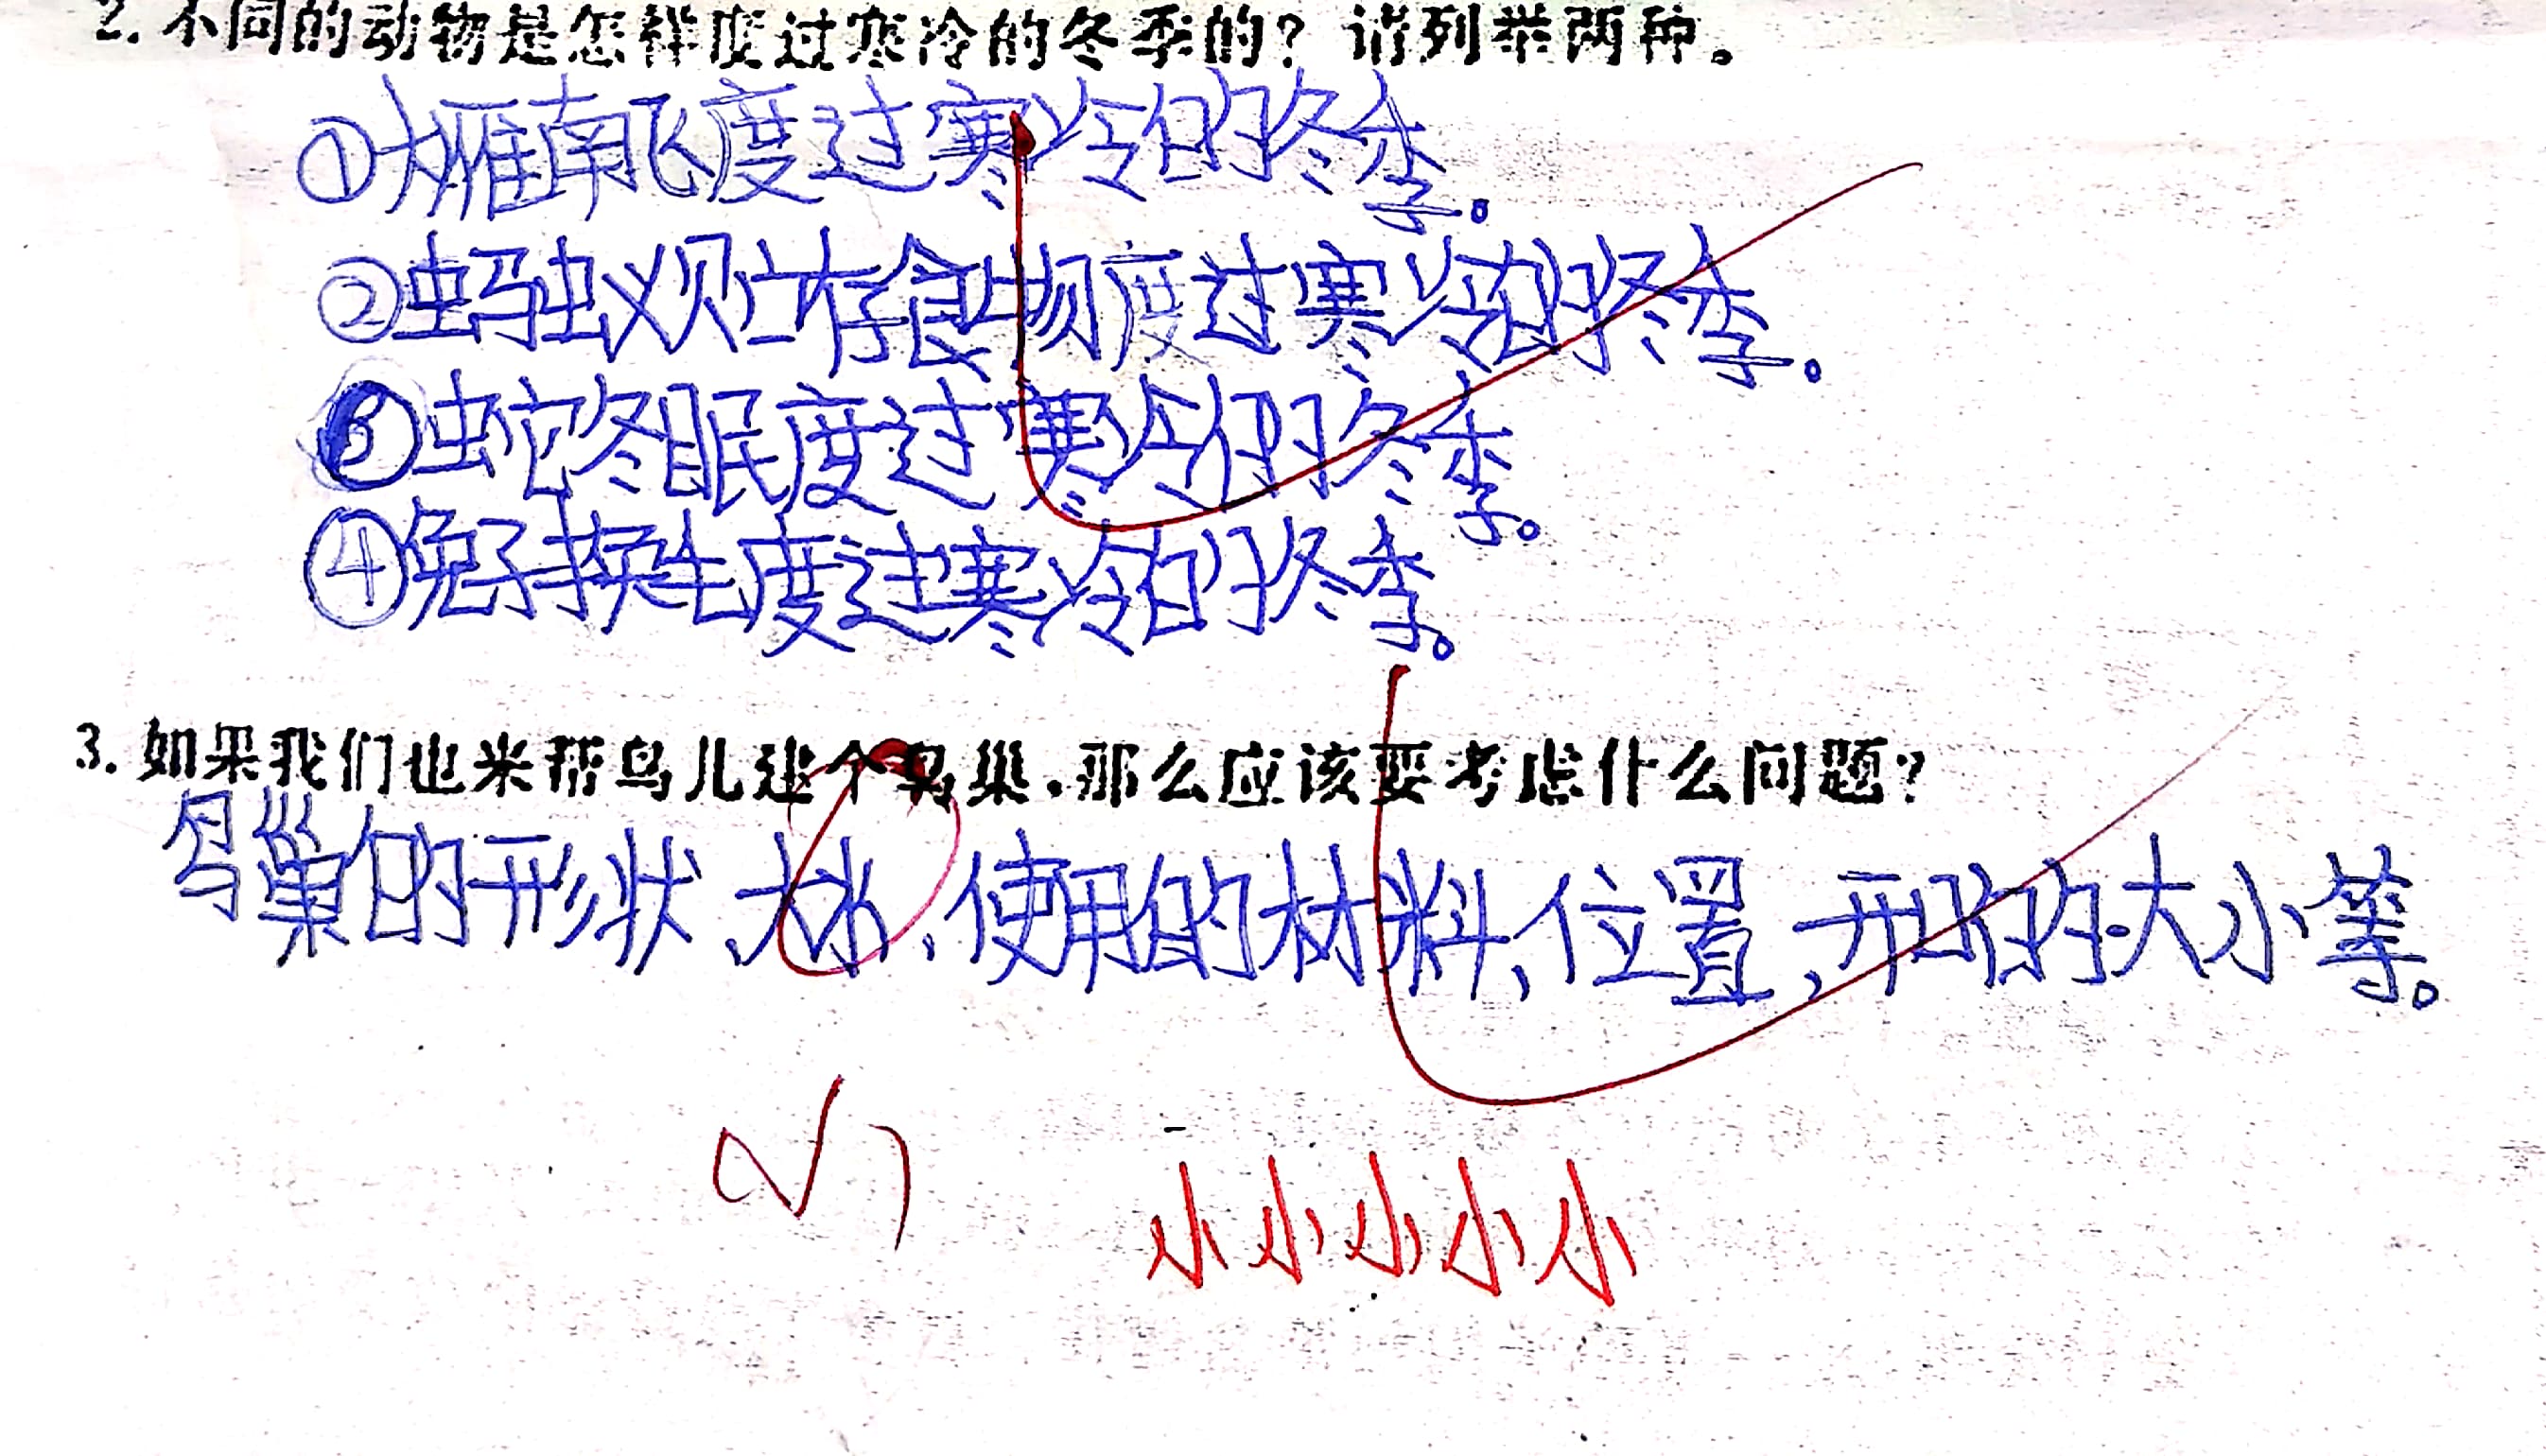 2. 不同的动物是怎样度过寒冷的冬季的？请列举两种。
①大雁南飞度过寒冷的冬季。
②蚂蚁贮存食物度过寒冷的冬季。
③蛇冬眠度过寒冷的冬季。
④兔子换毛度过寒冷的冬季。
3. 如果我们也来帮鸟儿建个鸟巢，那么应该要考虑什么问题？
鸟巢的形状、大水、使用的材料、位置、开口的大小等。
小小小小小